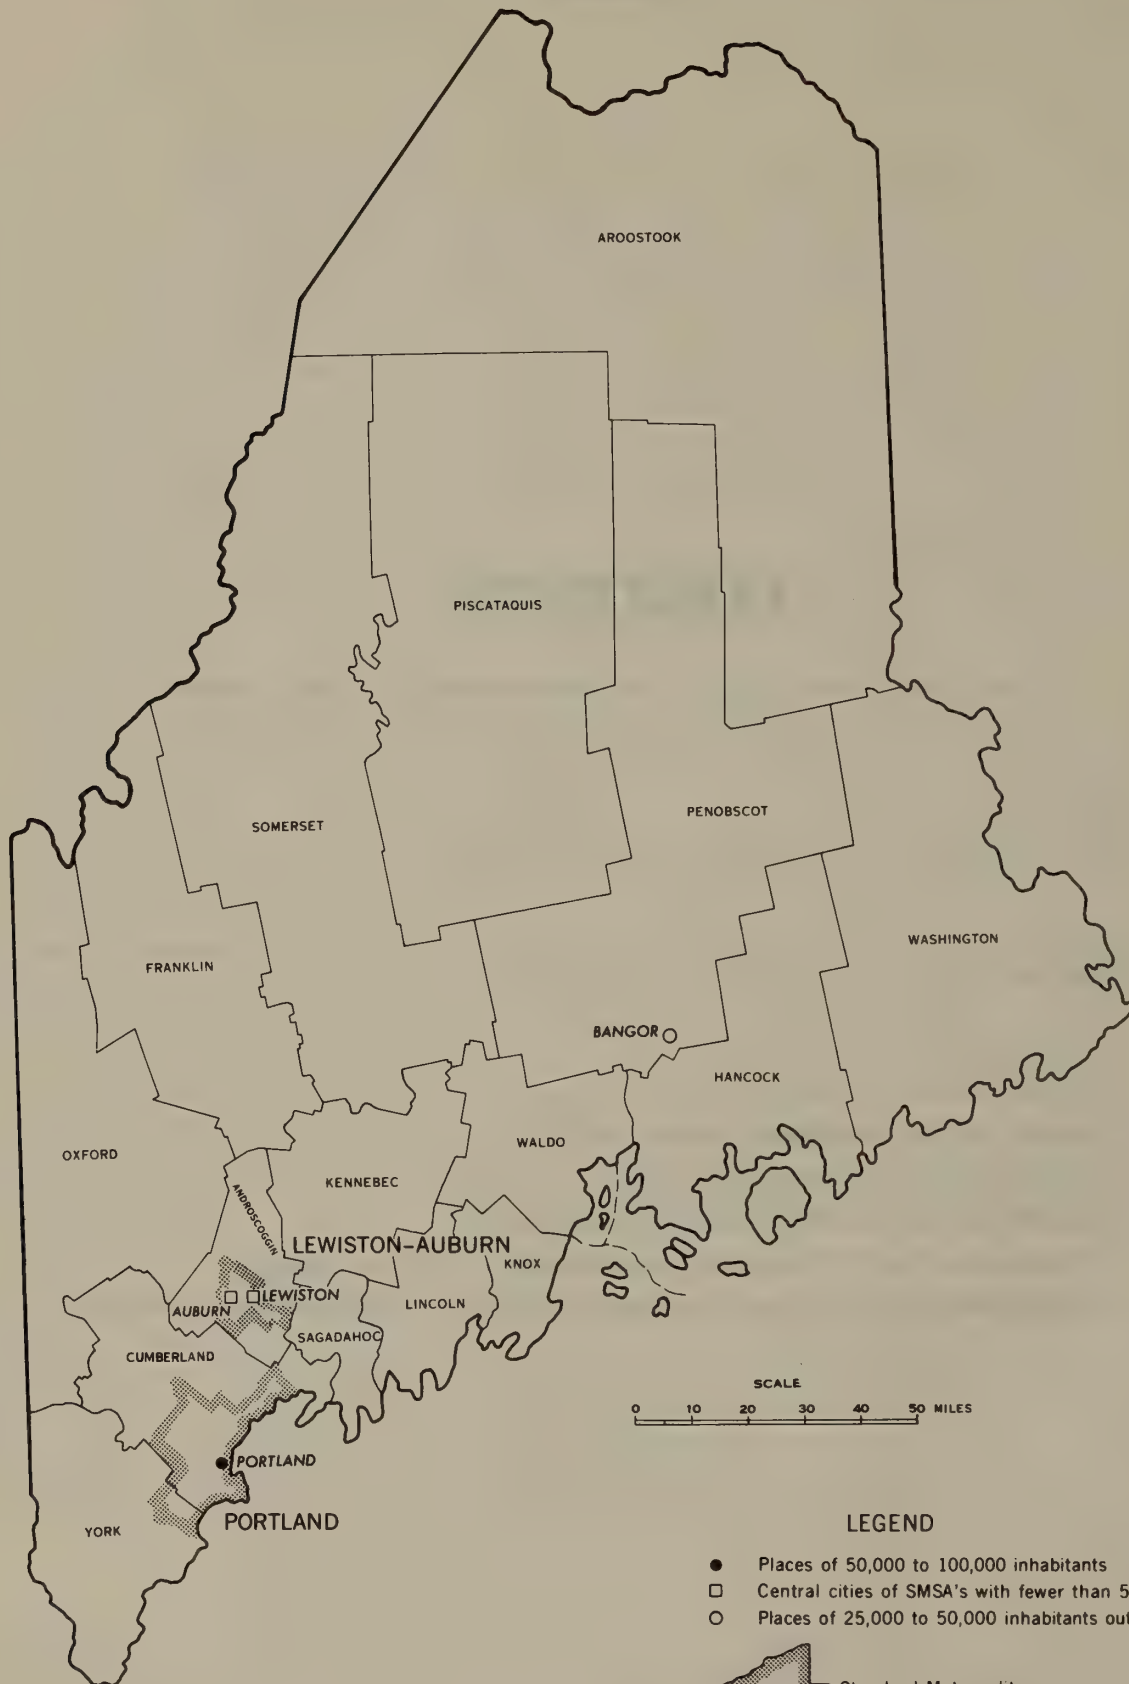 AROOSTOOK
PISCATAQUIS
SOMERSET
PENOBSCOT
FRANKLIN
WASHINGTON
BANGOR
HANCOCK
OXFORD
WALDO
KENNEBEC
ANDROSCOGGIN
LEWISTON-AUBURN
KNOX
AUBURN
LEWISTON
LINCOLN
SAGADAHOC
CUMBERLAND
SCALE
0 10 20 30 40 50 MILES
PORTLAND
PORTLAND
YORK
LEGEND
Places of 50,000 to 100,000 inhabitants
Central cities of SMSA's with fewer than
Places of 25,000 to 50,000 inhabitants